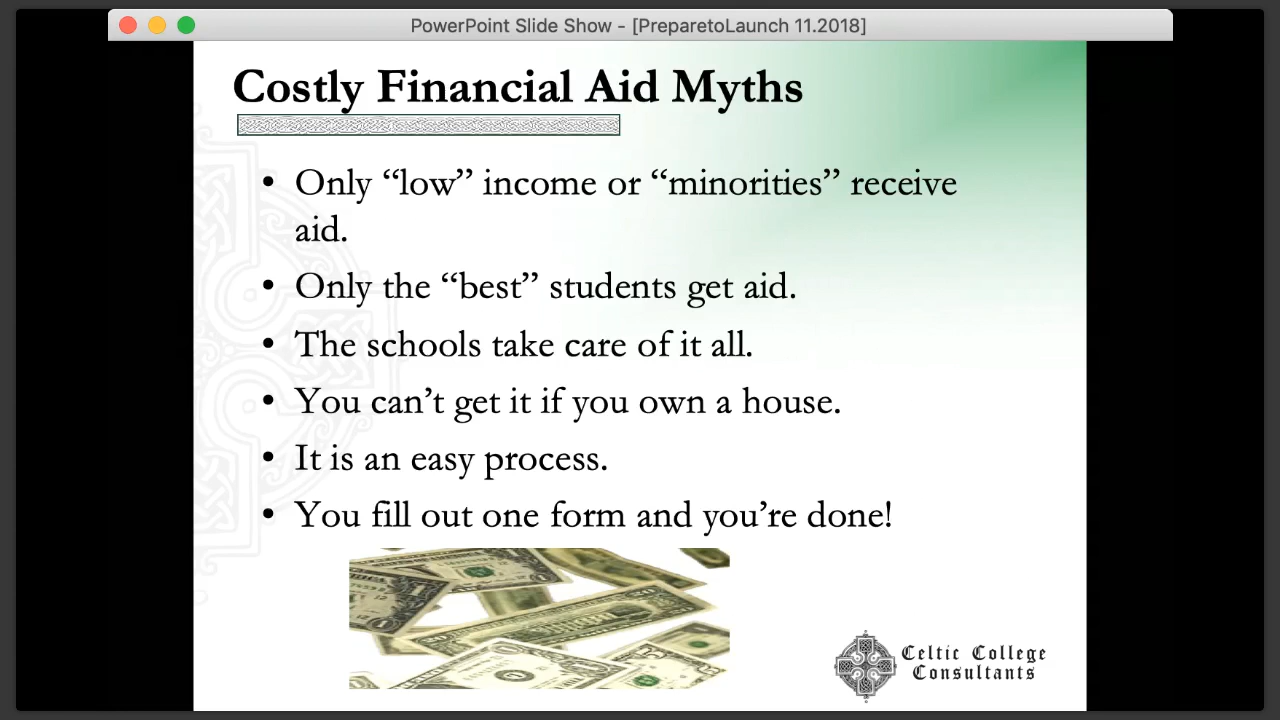 PowerPoint Slide Show - [PreparetoLaunch 11.2018]
Costly Financial Aid Myths
• Only “low” income or “minorities” receive
aid.
• Only the “best” students get aid.
• The schools take care of it all.
• You can’t get it if you own a house.
• It is an easy process.
• You fill out one form and you’re done!
Celtic College
Consultants